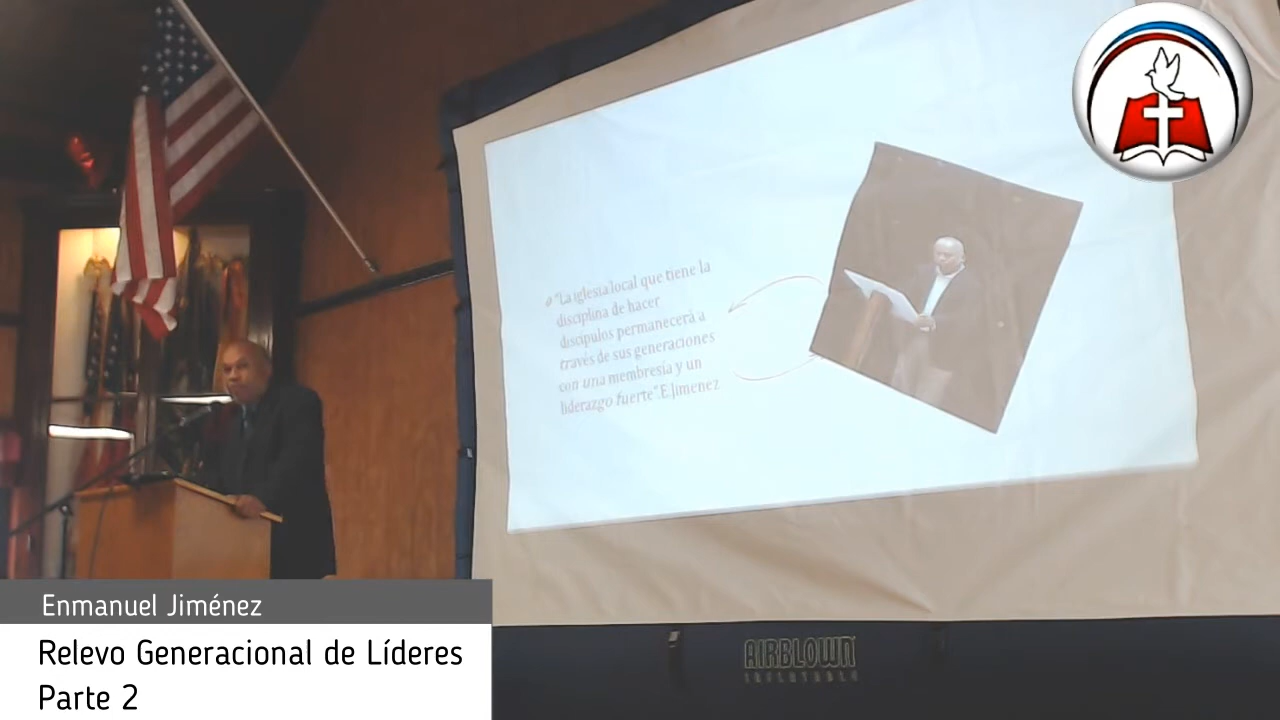 "La iglesia local que tiene la
disciplina de hacer
discípulos permanecerá a
través de sus generaciones
con una membresía y un
liderazgo fuerte".E.Jimenez
Enmanuel Jiménez
Relevo Generacional de Líderes
Parte 2
AIRBLOWN
INFLATABLE